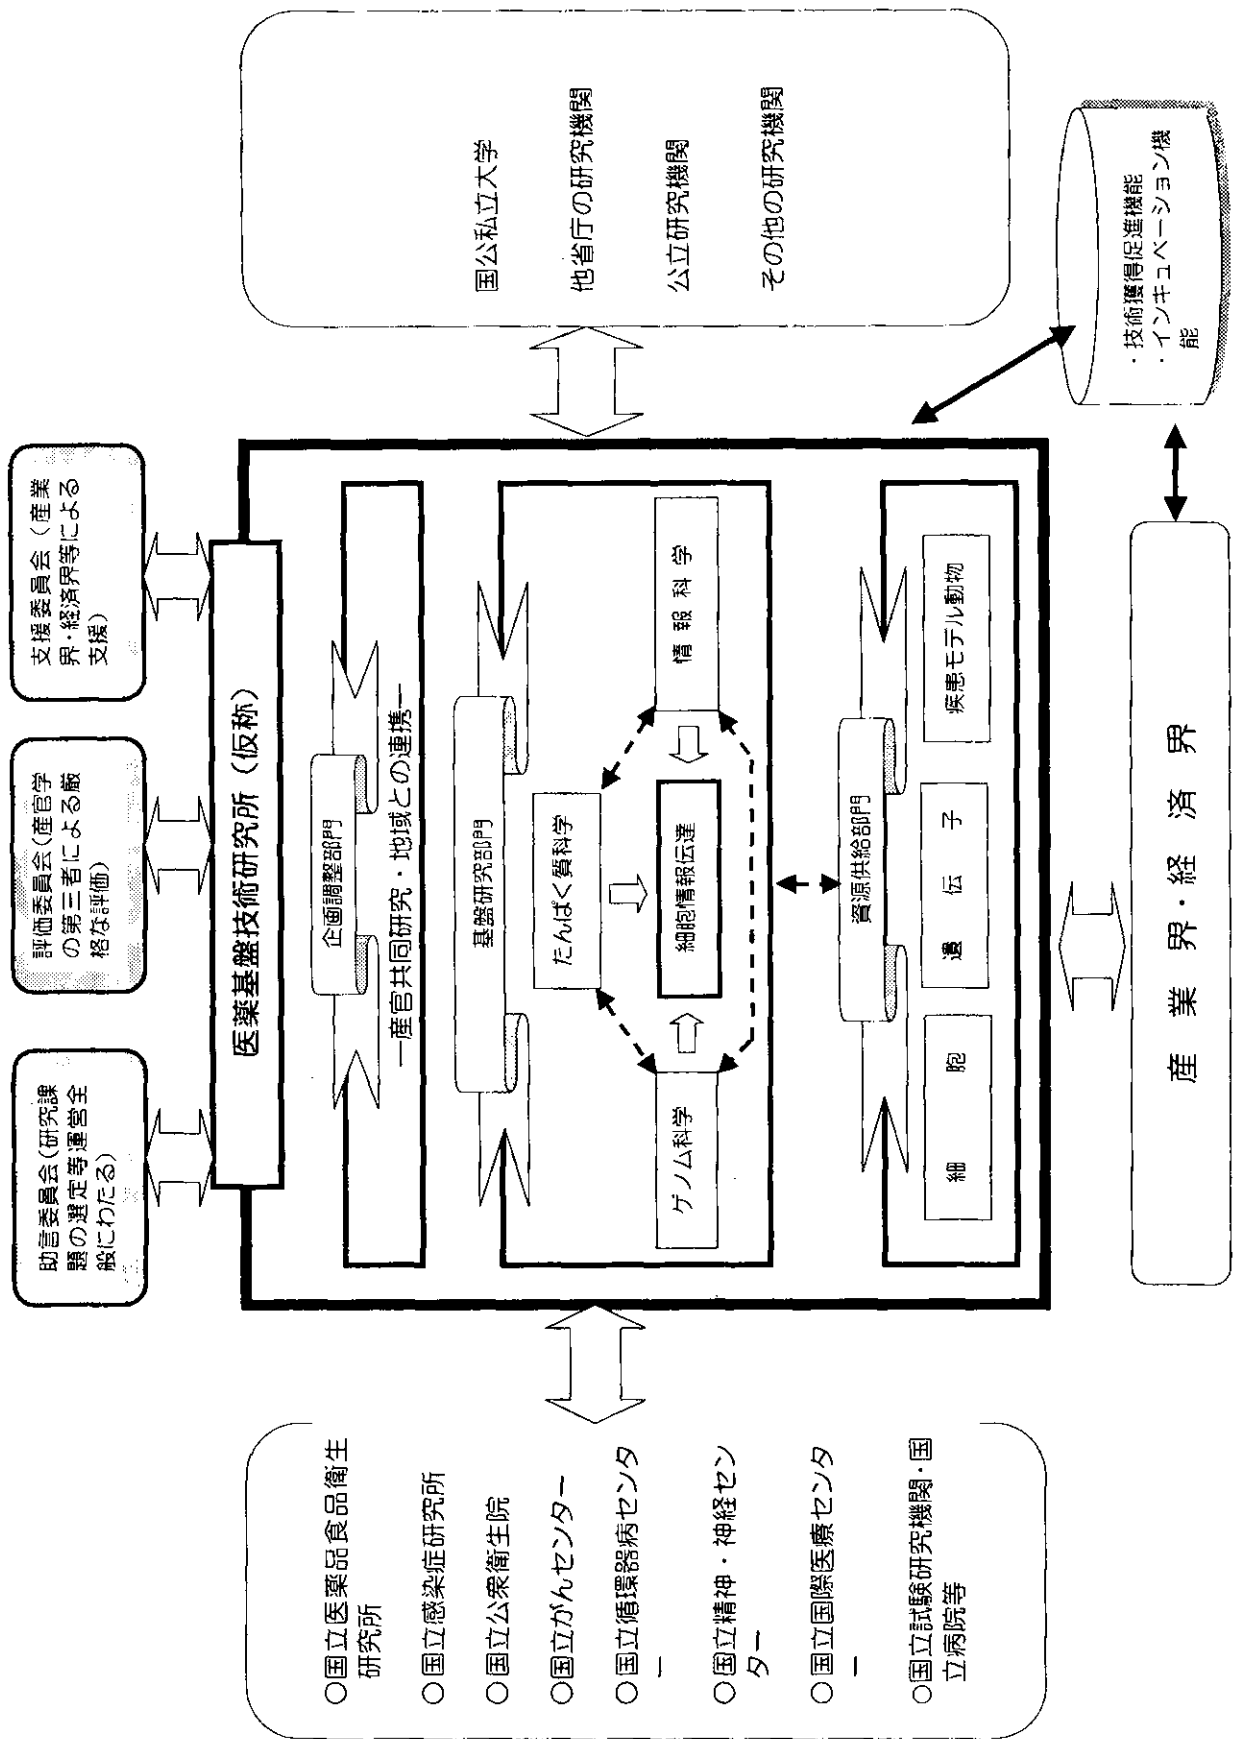 助言委員会(研究課
題の選定等運営全
般にわたる)
評価委員会(産官学
の第三者による厳
格な評価)
支援委員会(産業
界・経済界等による
支援)
医薬基盤技術研究所(仮称)
企画調整部門
―産官共同研究・地域との連携―
基盤研究部門
たんぱく質科学
ゲノム科学
細胞情報伝達
情報科学
資源供給部門
細胞
遺伝子
疾患モデル動物
○国立医薬品食品衛生
研究所
○国立感染症研究所
○国立公衆衛生院
○国立がんセンター
○国立循環器病センタ
ー
○国立精神・神経セン
ター
○国立国際医療センタ
ー
○国立試験研究機関・国
立病院等
国公私立大学
他省庁の研究機関
公立研究機関
その他の研究機関
産業界・経済界
・技術獲得促進機能
・インキュベーション機
能